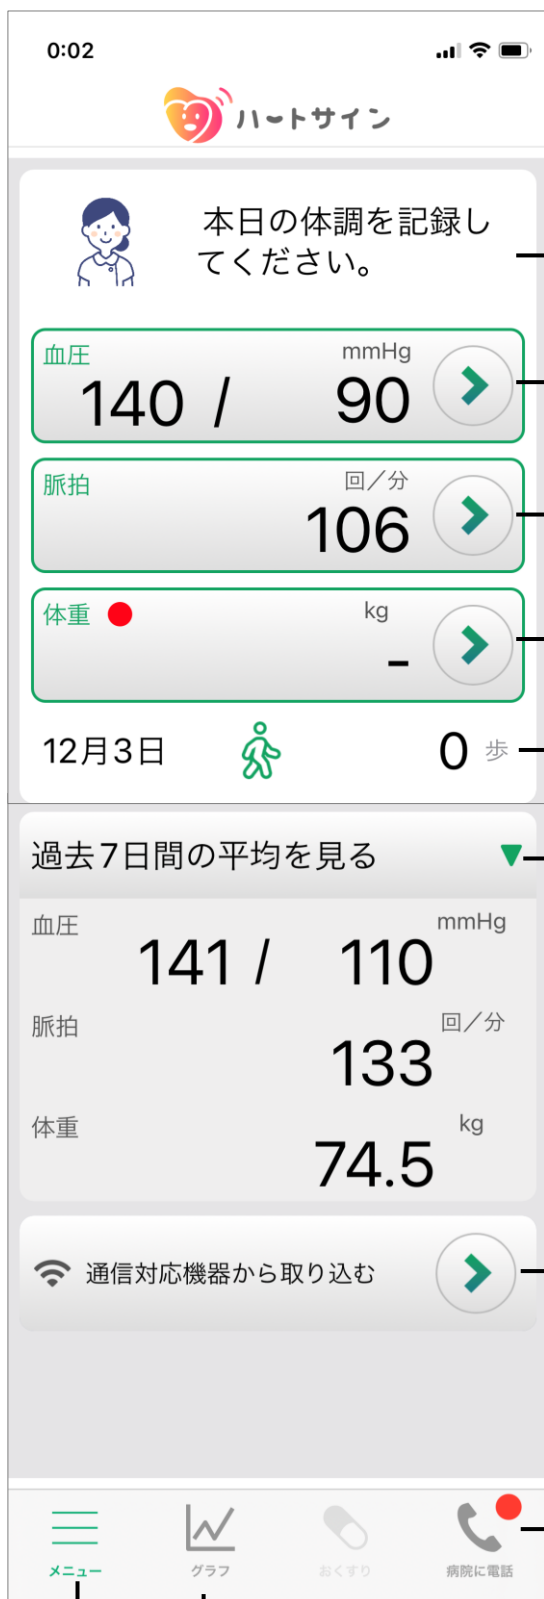 0:02
ハートサイン
本日の体調を記録し
てください。
血圧 mmHg
140 / 90
脈拍 回／分
106
体重 kg
-
12月3日 0 歩
過去7日間の平均を見る ▼
血圧 mmHg
141 / 110
脈拍 回／分
133
体重 kg
74.5
通信対応機器から取り込む
メニュー グラフ おくすり 病院に電話